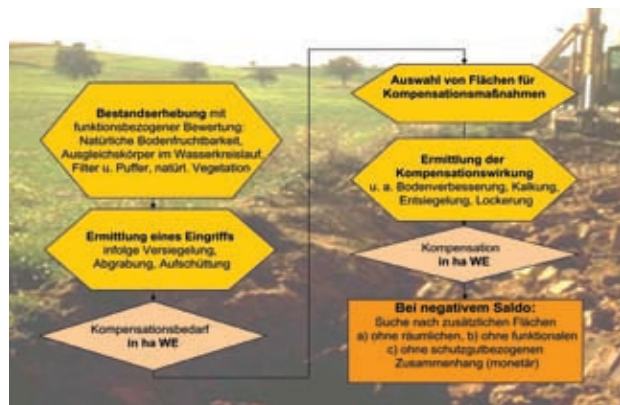 Bestandserhebung mit
funktionsbezogener Bewertung:
Natürliche Bodenfruchtbarkeit,
Ausgleichskörper im Wasserkreislauf,
Filter u. Puffer, natürl. Vegetation
Ermittlung eines Eingriffs
infolge Versiegelung,
Abgrabung, Aufschüttung
Kompensationsbedarf
in ha WE
Auswahl von Flächen für
Kompensationsmaßnahmen
Ermittlung der
Kompensationswirkung
u. a. Bodenverbesserung, Kalkung,
Entsiegelung, Lockerung
Kompensation
in ha WE
Bei negativem Saldo:
Suche nach zusätzlichen Flächen
a) ohne räumlichen, b) ohne funktionalen
c) ohne schutzgutbezogenen
Zusammenhang (monetär)